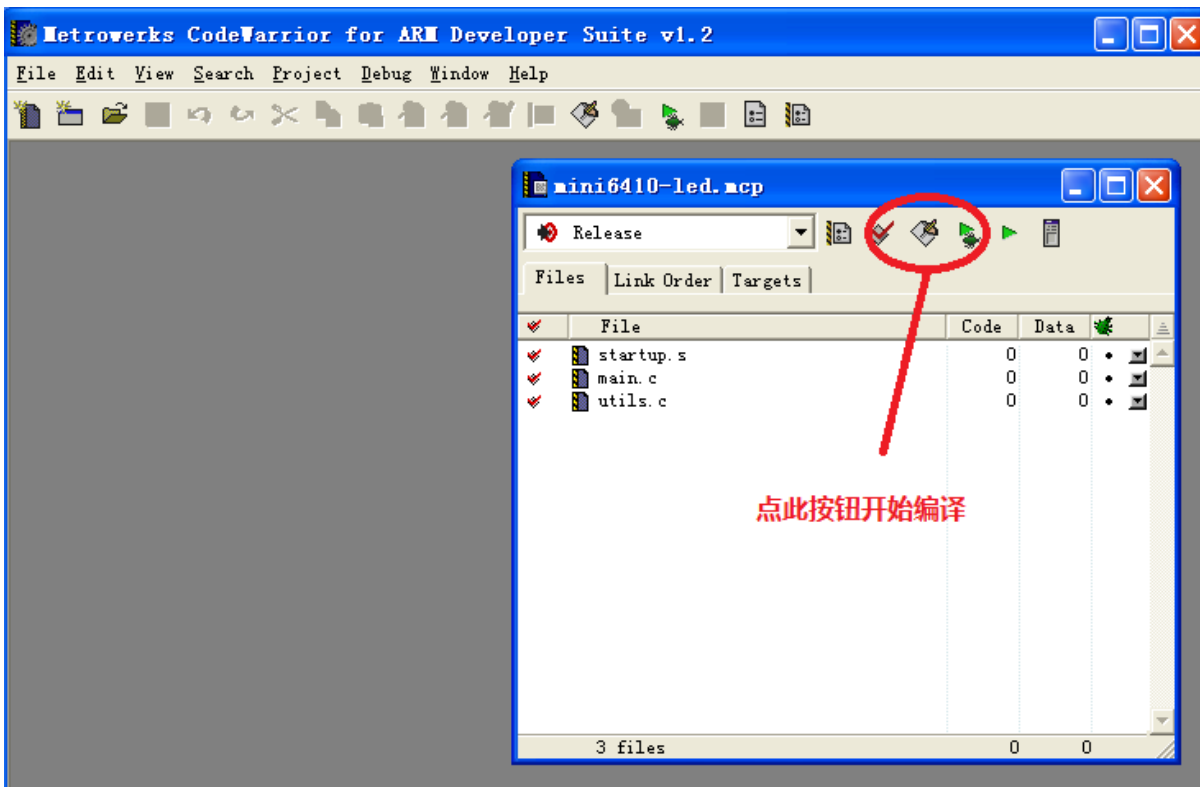 Metrowerks CodeWarrior for ARM Developer Suite v1.2
File Edit View Search Project Debug Window Help
mini6410-led.mcp
Release
Files Link Order Targets
File Code Data
startup.s 0 0
main.c 0 0
utils.c 0 0
点此按钮开始编译
3 files 0 0